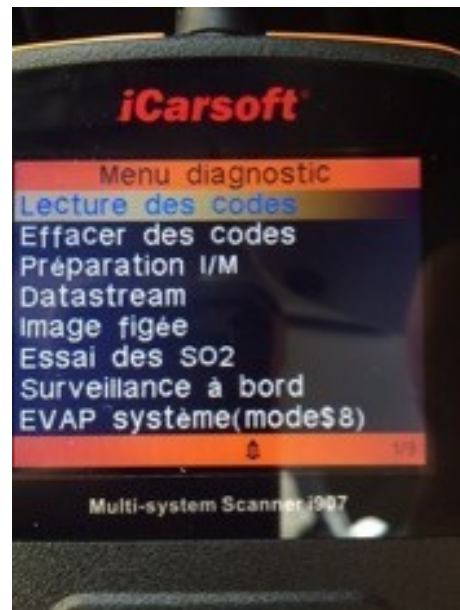 iCarsoft
Menu diagnostic
Lecture des codes
Effacer des codes
Préparation I/M
Datastream
Image figée
Essai des SO2
Surveillance à bord
EVAP système(mode$8)
1/9
Multi-system Scanner i907